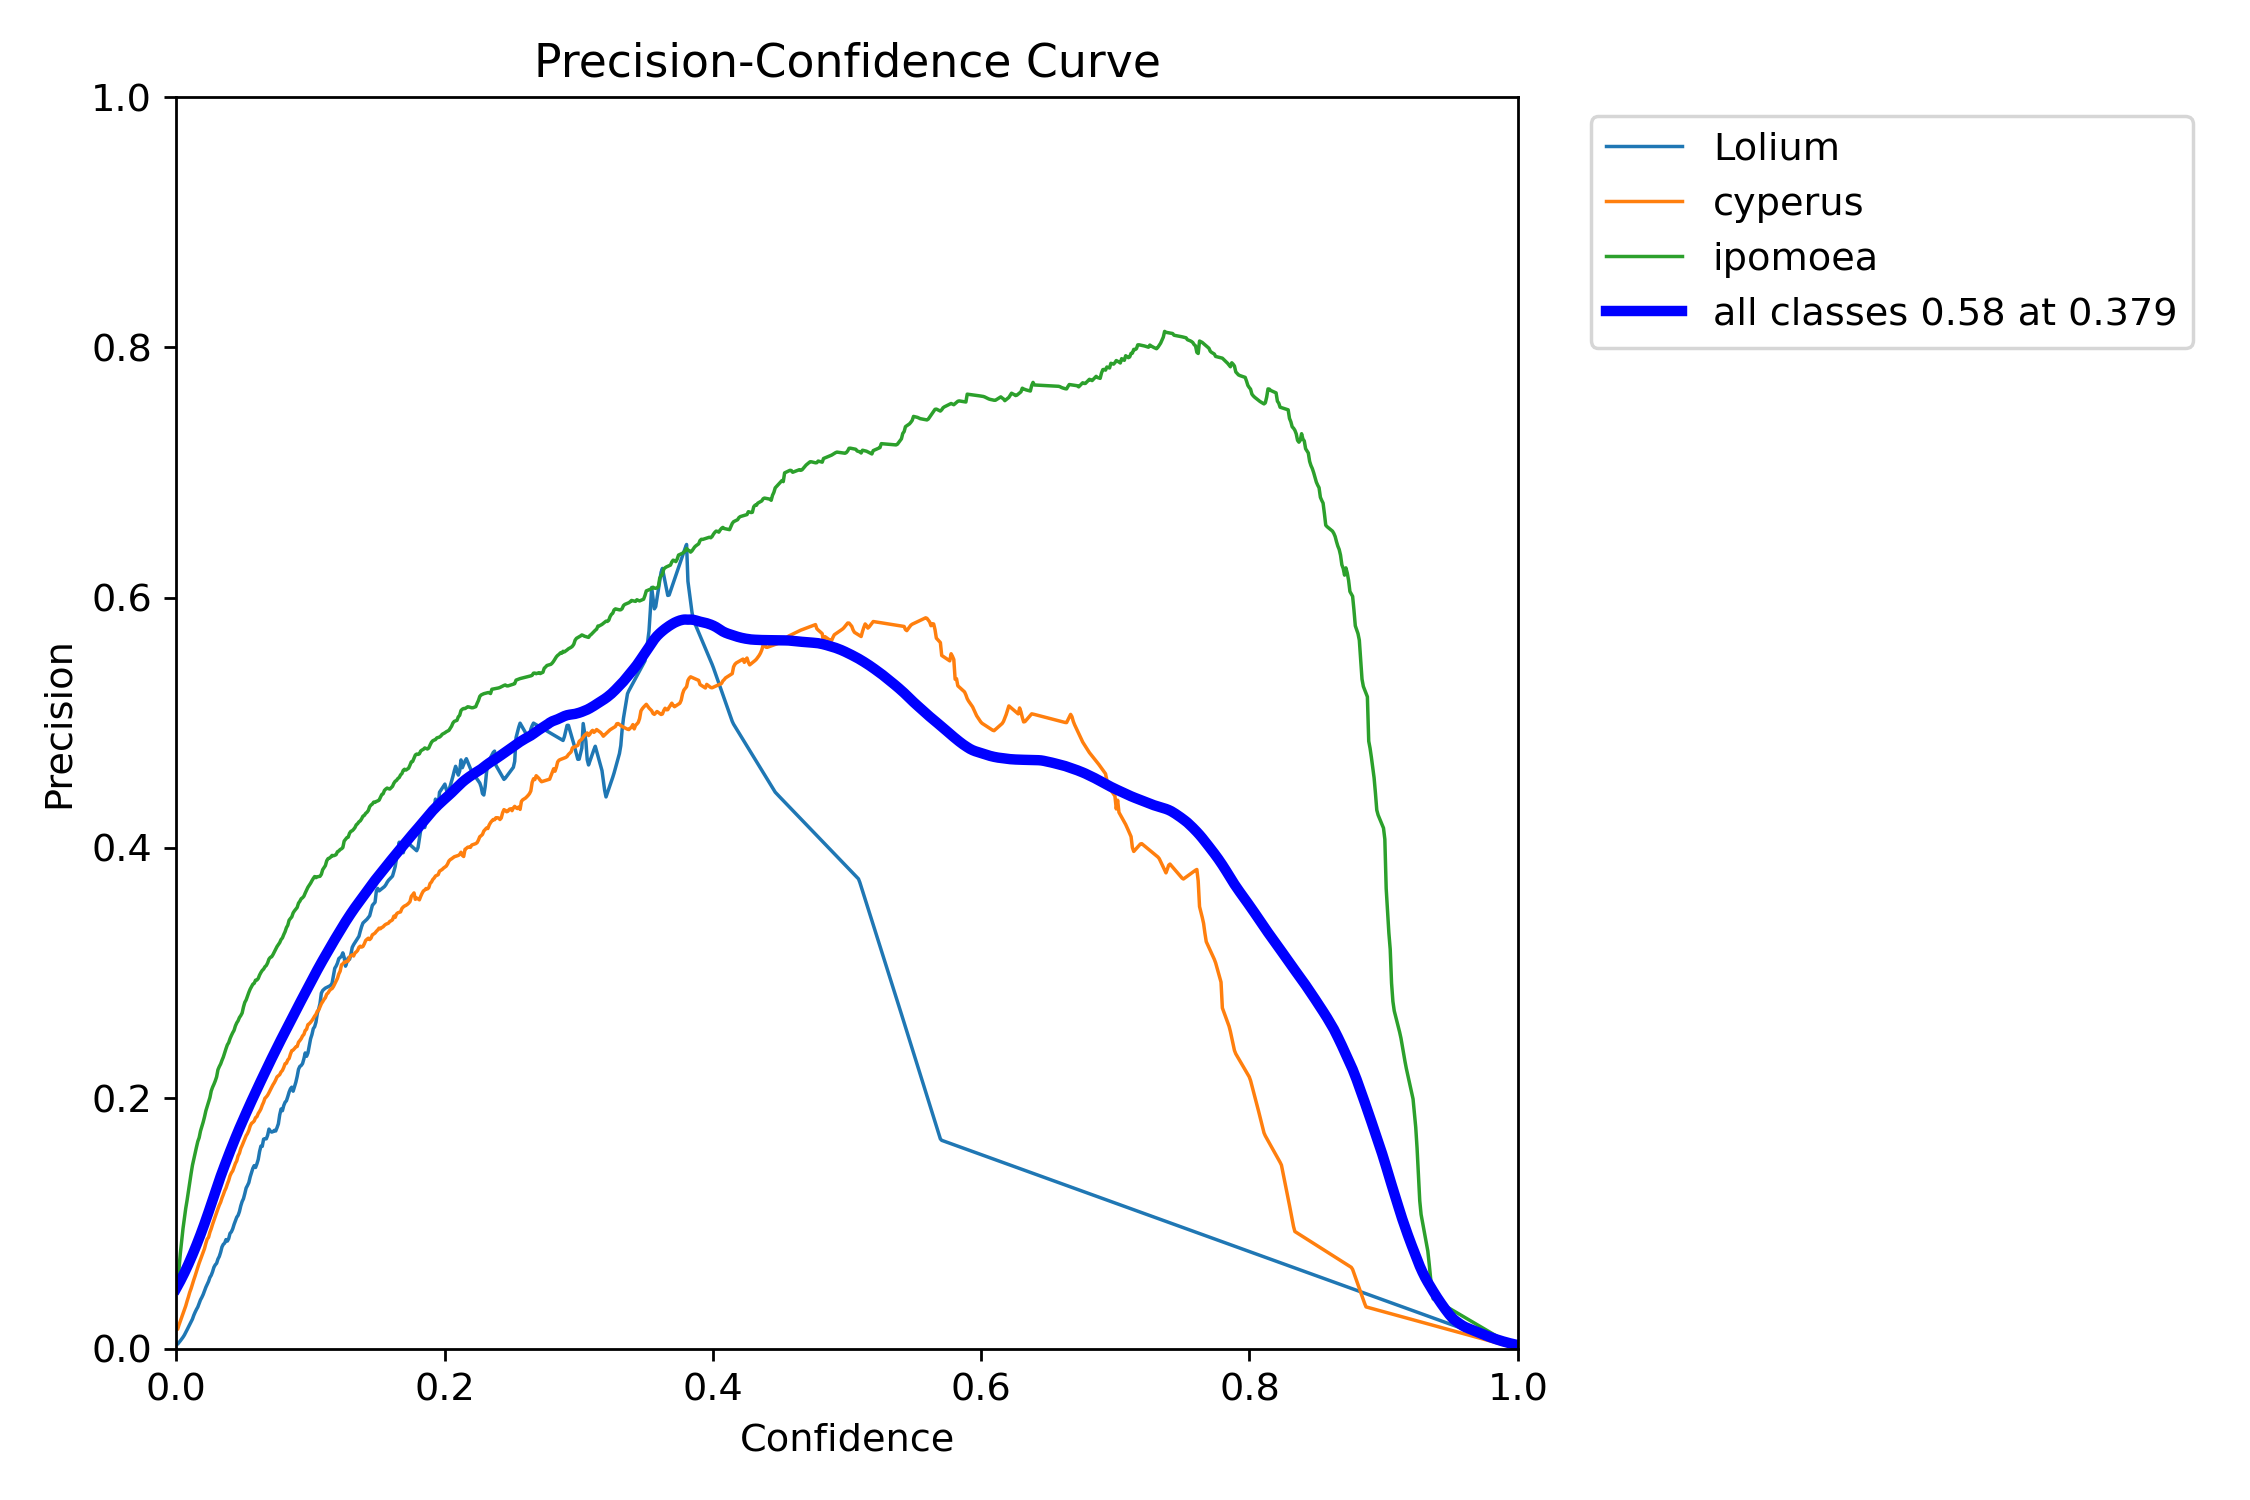 Precision-Confidence Curve
1.0
0.8
0.6
0.4
0.2
0.0
Precision
0.0 0.2 0.4 0.6 0.8 1.0
Confidence
Lolium
cyperus
ipomoea
all classes 0.58 at 0.379